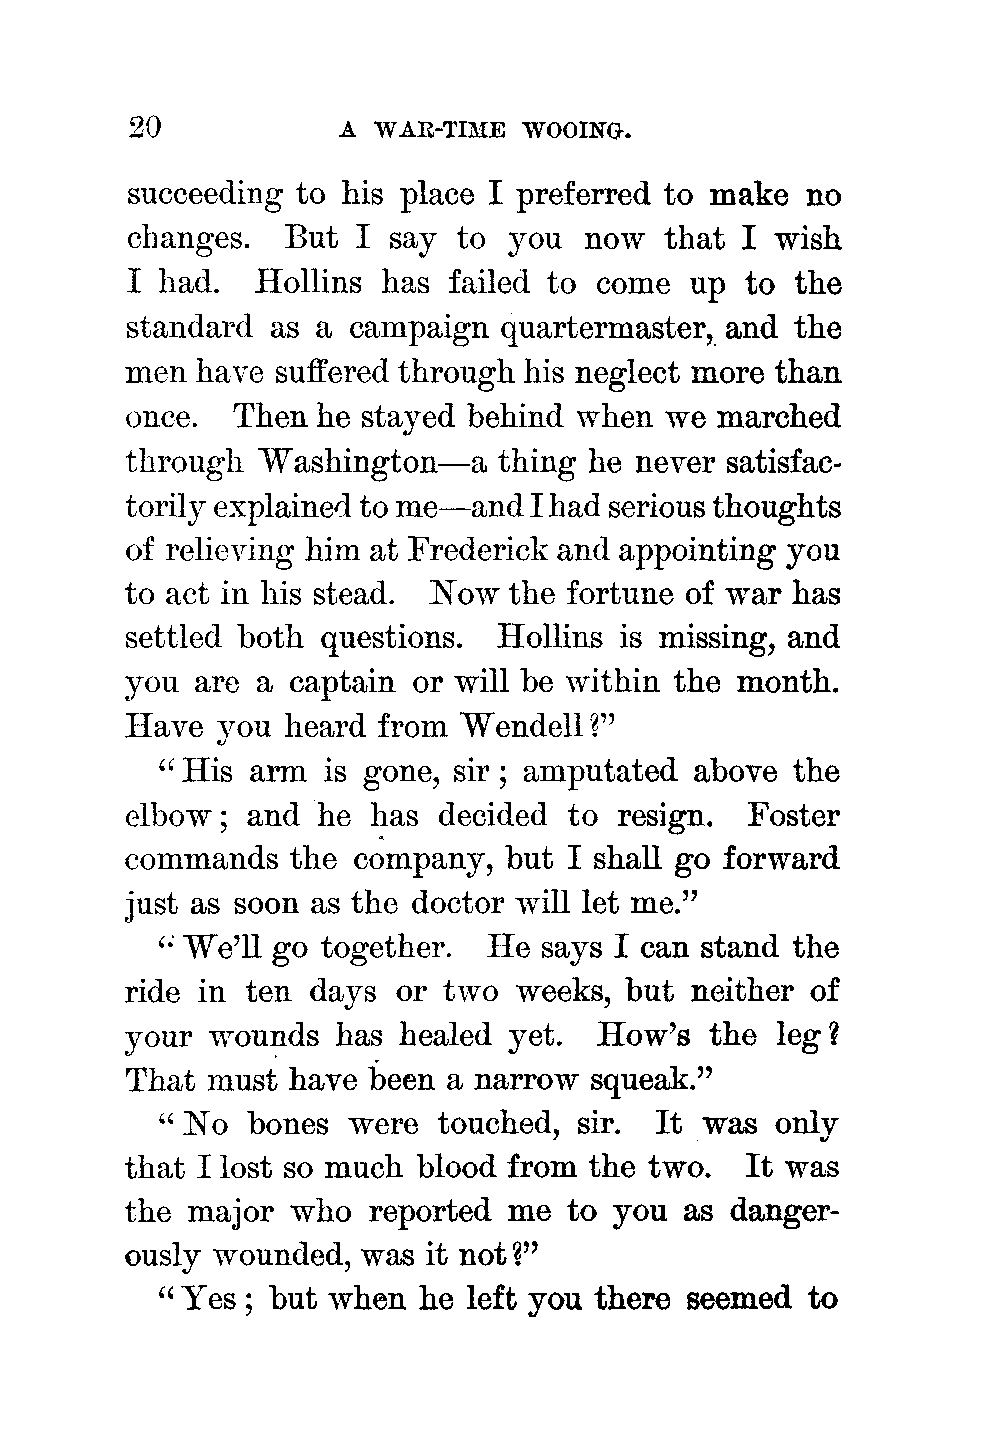 20 A WAR-TIME WOOING.
succeeding to his place I preferred to make no
changes. But I say to you now that I wish
I had. Hollins has failed to come up to the
standard as a campaign quartermaster, and the
men have suffered through his neglect more than
once. Then he stayed behind when we marched
through Washington—a thing he never satisfac-
torily explained to me—and I had serious thoughts
of relieving him at Frederick and appointing you
to act in his stead. Now the fortune of war has
settled both questions. Hollins is missing, and
you are a captain or will be within the month.
Have you heard from Wendell?”
“His arm is gone, sir; amputated above the
elbow; and he has decided to resign. Foster
commands the company, but I shall go forward
just as soon as the doctor will let me.”
“We’ll go together. He says I can stand the
ride in ten days or two weeks, but neither of
your wounds has healed yet. How’s the leg?
That must have been a narrow squeak.”
“No bones were touched, sir. It was only
that I lost so much blood from the two. It was
the major who reported me to you as danger-
ously wounded, was it not?”
“Yes; but when he left you there seemed to